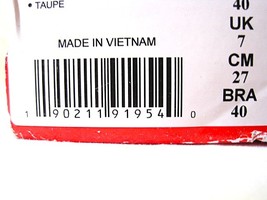 • TAUPE
MADE IN VIETNAM
1 90211 91954 0
40
UK
7
CM
27
BRA
40